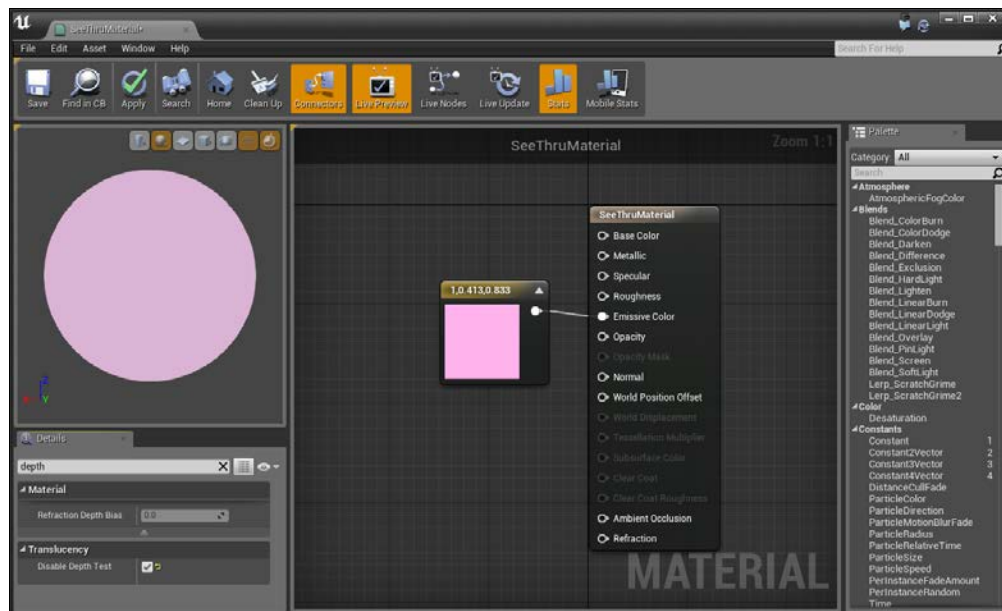 SeeThruMaterial*
File Edit Asset Window Help
Search For Help
Save Find in CB Apply Search Home Clean Up Connectors Live Preview Live Nodes Live Update Stats Mobile Stats
SeeThruMaterial
Zoom 1:1
1,0.413,0.833
SeeThruMaterial
Base Color
Metallic
Specular
Roughness
Emissive Color
Opacity
Opacity Mask
Normal
World Position Offset
World Displacement
Tessellation Multiplier
Subsurface Color
Clear Coat
Clear Coat Roughness
Ambient Occlusion
Refraction
MATERIAL
Z
X Y
Details
depth
Material
Refraction Depth Bias 0.0
Translucency
Disable Depth Test
Palette
Category All
Search
Atmosphere
AtmosphericFogColor
Blends
Blend_ColorBurn
Blend_ColorDodge
Blend_Darken
Blend_Difference
Blend_Exclusion
Blend_HardLight
Blend_Lighten
Blend_LinearBurn
Blend_LinearDodge
Blend_LinearLight
Blend_Overlay
Blend_PinLight
Blend_Screen
Blend_SoftLight
Lerp_ScratchGrime
Lerp_ScratchGrime2
Color
Desaturation
Constants
Constant 1
Constant2Vector 2
Constant3Vector 3
Constant4Vector 4
DistanceCullFade
ParticleColor
ParticleDirection
ParticleMotionBlurFade
ParticleRadius
ParticleRelativeTime
ParticleSize
ParticleSpeed
PerInstanceFadeAmount
PerInstanceRandom
Time